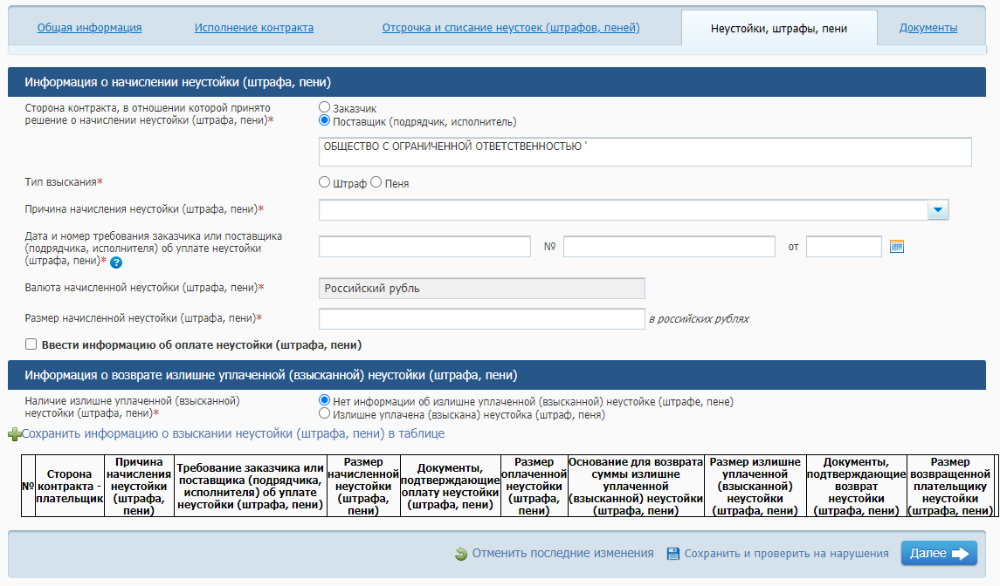 Общая информация
Исполнение контракта
Отсрочка и списание неустоек (штрафов, пеней)
Неустойки, штрафы, пени
Документы
Информация о начислении неустойки (штрафа, пени)
Сторона контракта, в отношении которой принято
решение о начислении неустойки (штрафа, пени)*
Заказчик
Поставщик (подрядчик, исполнитель)
ОБЩЕСТВО С ОГРАНИЧЕННОЙ ОТВЕТСТВЕННОСТЬЮ '
Тип взыскания*
Штраф
Пеня
Причина начисления неустойки (штрафа, пени)*
Дата и номер требования заказчика или поставщика
(подрядчика, исполнителя) об уплате неустойки
(штрафа, пени)* ?
№
от
Валюта начисленной неустойки (штрафа, пени)*
Российский рубль
Размер начисленной неустойки (штрафа, пени)*
в российских рублях
Ввести информацию об оплате неустойки (штрафа, пени)
Информация о возврате излишне уплаченной (взысканной) неустойки (штрафа, пени)
Наличие излишне уплаченной (взысканной)
неустойки (штрафа, пени)*
Нет информации об излишне уплаченной (взысканной) неустойке (штрафе, пене)
Излишне уплачена (взыскана) неустойка (штраф, пеня)
Сохранить информацию о взыскании неустойки (штрафа, пени) в таблице
№
Сторона
контракта -
плательщик
Причина
начисления
неустойки
(штрафа,
пени)
Требование заказчика или
поставщика (подрядчика,
исполнителя) об уплате
неустойки (штрафа, пени)
Размер
начисленной
неустойки
(штрафа,
пени)
Документы,
подтверждающие
оплату неустойки
(штрафа, пени)
Размер
оплаченной
неустойки
(штрафа,
пени)
Основание для возврата
суммы излишне
уплаченной
(взысканной) неустойки
(штрафа, пени)
Размер излишне
уплаченной
(взысканной)
неустойки
(штрафа, пени)
Документы,
подтверждающие
возврат
неустойки
(штрафа, пени)
Размер
возвращенной
плательщику
неустойки
(штрафа, пени)
Отменить последние изменения
Сохранить и проверить на нарушения
Далее